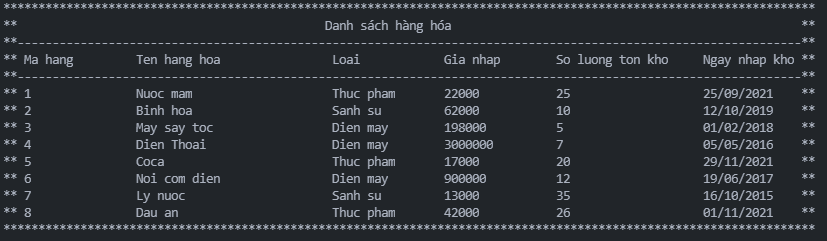 ********************************************************************************************************************
** Danh sách hàng hóa **
**----------------------------------------------------------------------------------------------------------------**
** Ma hang Ten hang hoa Loai Gia nhap So luong ton kho Ngay nhap kho **
**----------------------------------------------------------------------------------------------------------------**
** 1 Nuoc mam Thuc pham 22000 25 25/09/2021 **
** 2 Binh hoa Sanh su 62000 10 12/10/2019 **
** 3 May say toc Dien may 198000 5 01/02/2018 **
** 4 Dien Thoai Dien may 3000000 7 05/05/2016 **
** 5 Coca Thuc pham 17000 20 29/11/2021 **
** 6 Noi com dien Dien may 900000 12 19/06/2017 **
** 7 Ly nuoc Sanh su 13000 35 16/10/2015 **
** 8 Dau an Thuc pham 42000 26 01/11/2021 **
********************************************************************************************************************